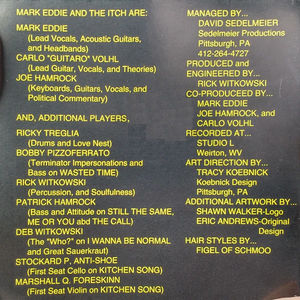 MARK EDDIE AND THE ITCH ARE:
MARK EDDIE
(Lead Vocals, Acoustic Guitars,
and Headbands)
CARLO "GUITARO" VOLHL
(Lead Guitar, Vocals, and Theories)
JOE HAMROCK
(Keyboards, Guitars, Vocals, and
Political Commentary)
AND, ADDITIONAL PLAYERS,
RICKY TREGLIA
(Drums and Love Nest)
BOBBY PIZZOFERRATO
(Terminator Impersonations and
Bass on WASTED TIME)
RICK WITKOWSKI
(Percussion, and Soulfulness)
PATRICK HAMROCK
(Bass and Attitude on STILL THE SAME,
ME OR YOU abd THE CALL)
DEB WITKOWSKI
(The "Who?" on I WANNA BE NORMAL
and Great Sauerkraut)
STOCKARD P. ANTI-SHOE
(First Seat Cello on KITCHEN SONG)
MARSHALL Q. FORESKINN
(First Seat Violin on KITCHEN SONG)
MANAGED BY...
DAVID SEDELMEIER
Sedelmeier Productions
Pittsburgh, PA
412-264-4727
PRODUCED and
ENGINEERED BY...
RICK WITKOWSKI
CO-PRODUCEED BY...
MARK EDDIE
JOE HAMROCK, and
CARLO VOHL
RECORDED AT...
STUDIO L
Weirton, WV
ART DIRECTION BY...
TRACY KOEBNICK
Koebnick Design
Pittsburg, PA
ADDITIONAL ARTWORK BY...
SHAWN WALKER-Logo
ERIC ANDREWS-Original
Design
HAIR STYLES BY...
FIGEL OF SCHMOO